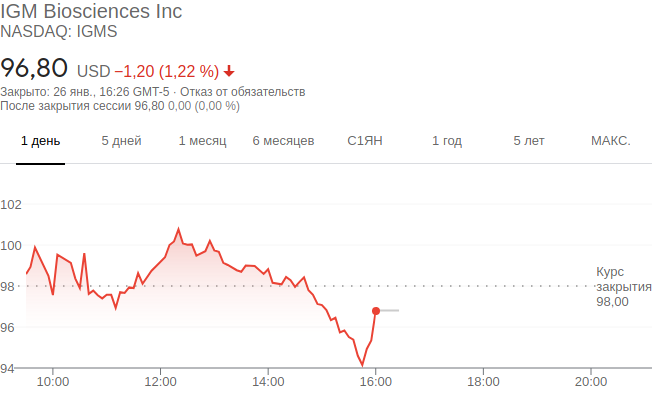 IGM Biosciences Inc
NASDAQ: IGMS
96,80 USD −1,20 (1,22 %)
Закрыто: 26 янв., 16:26 GMT-5 · Отказ от обязательств
После закрытия сессии 96,80 0,00 (0,00 %)
1 день 5 дней 1 месяц 6 месяцев С1ЯН 1 год 5 лет МАКС.
102
100
98
96
94
Курс
закрытия
98,00
10:00 12:00 14:00 16:00 18:00 20:00